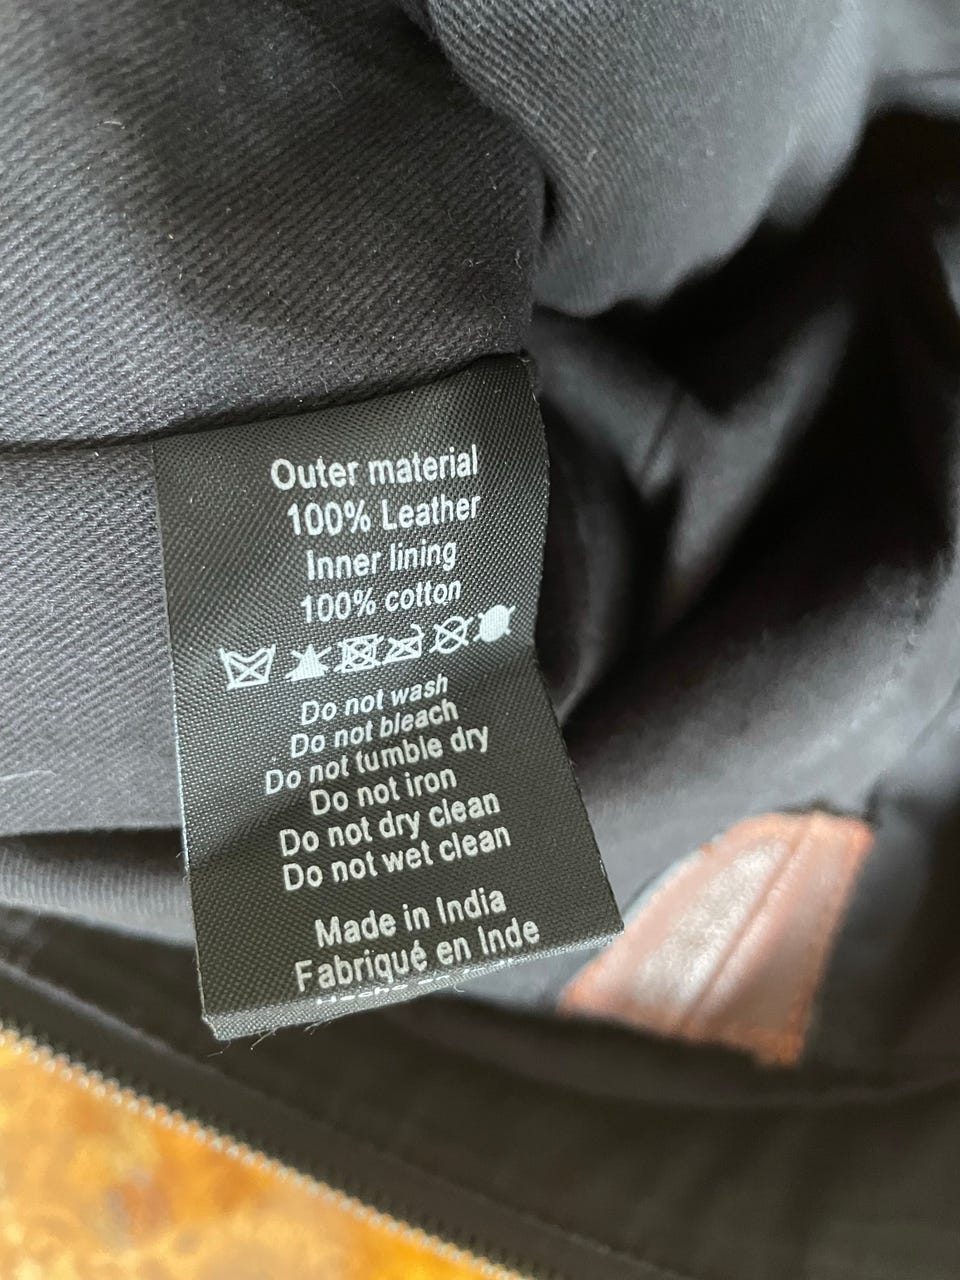 Outer material
100% Leather
Inner lining
100% cotton
Do not wash
Do not bleach
Do not tumble dry
Do not iron
Do not dry clean
Do not wet clean
Made in India
Fabriqué en Inde